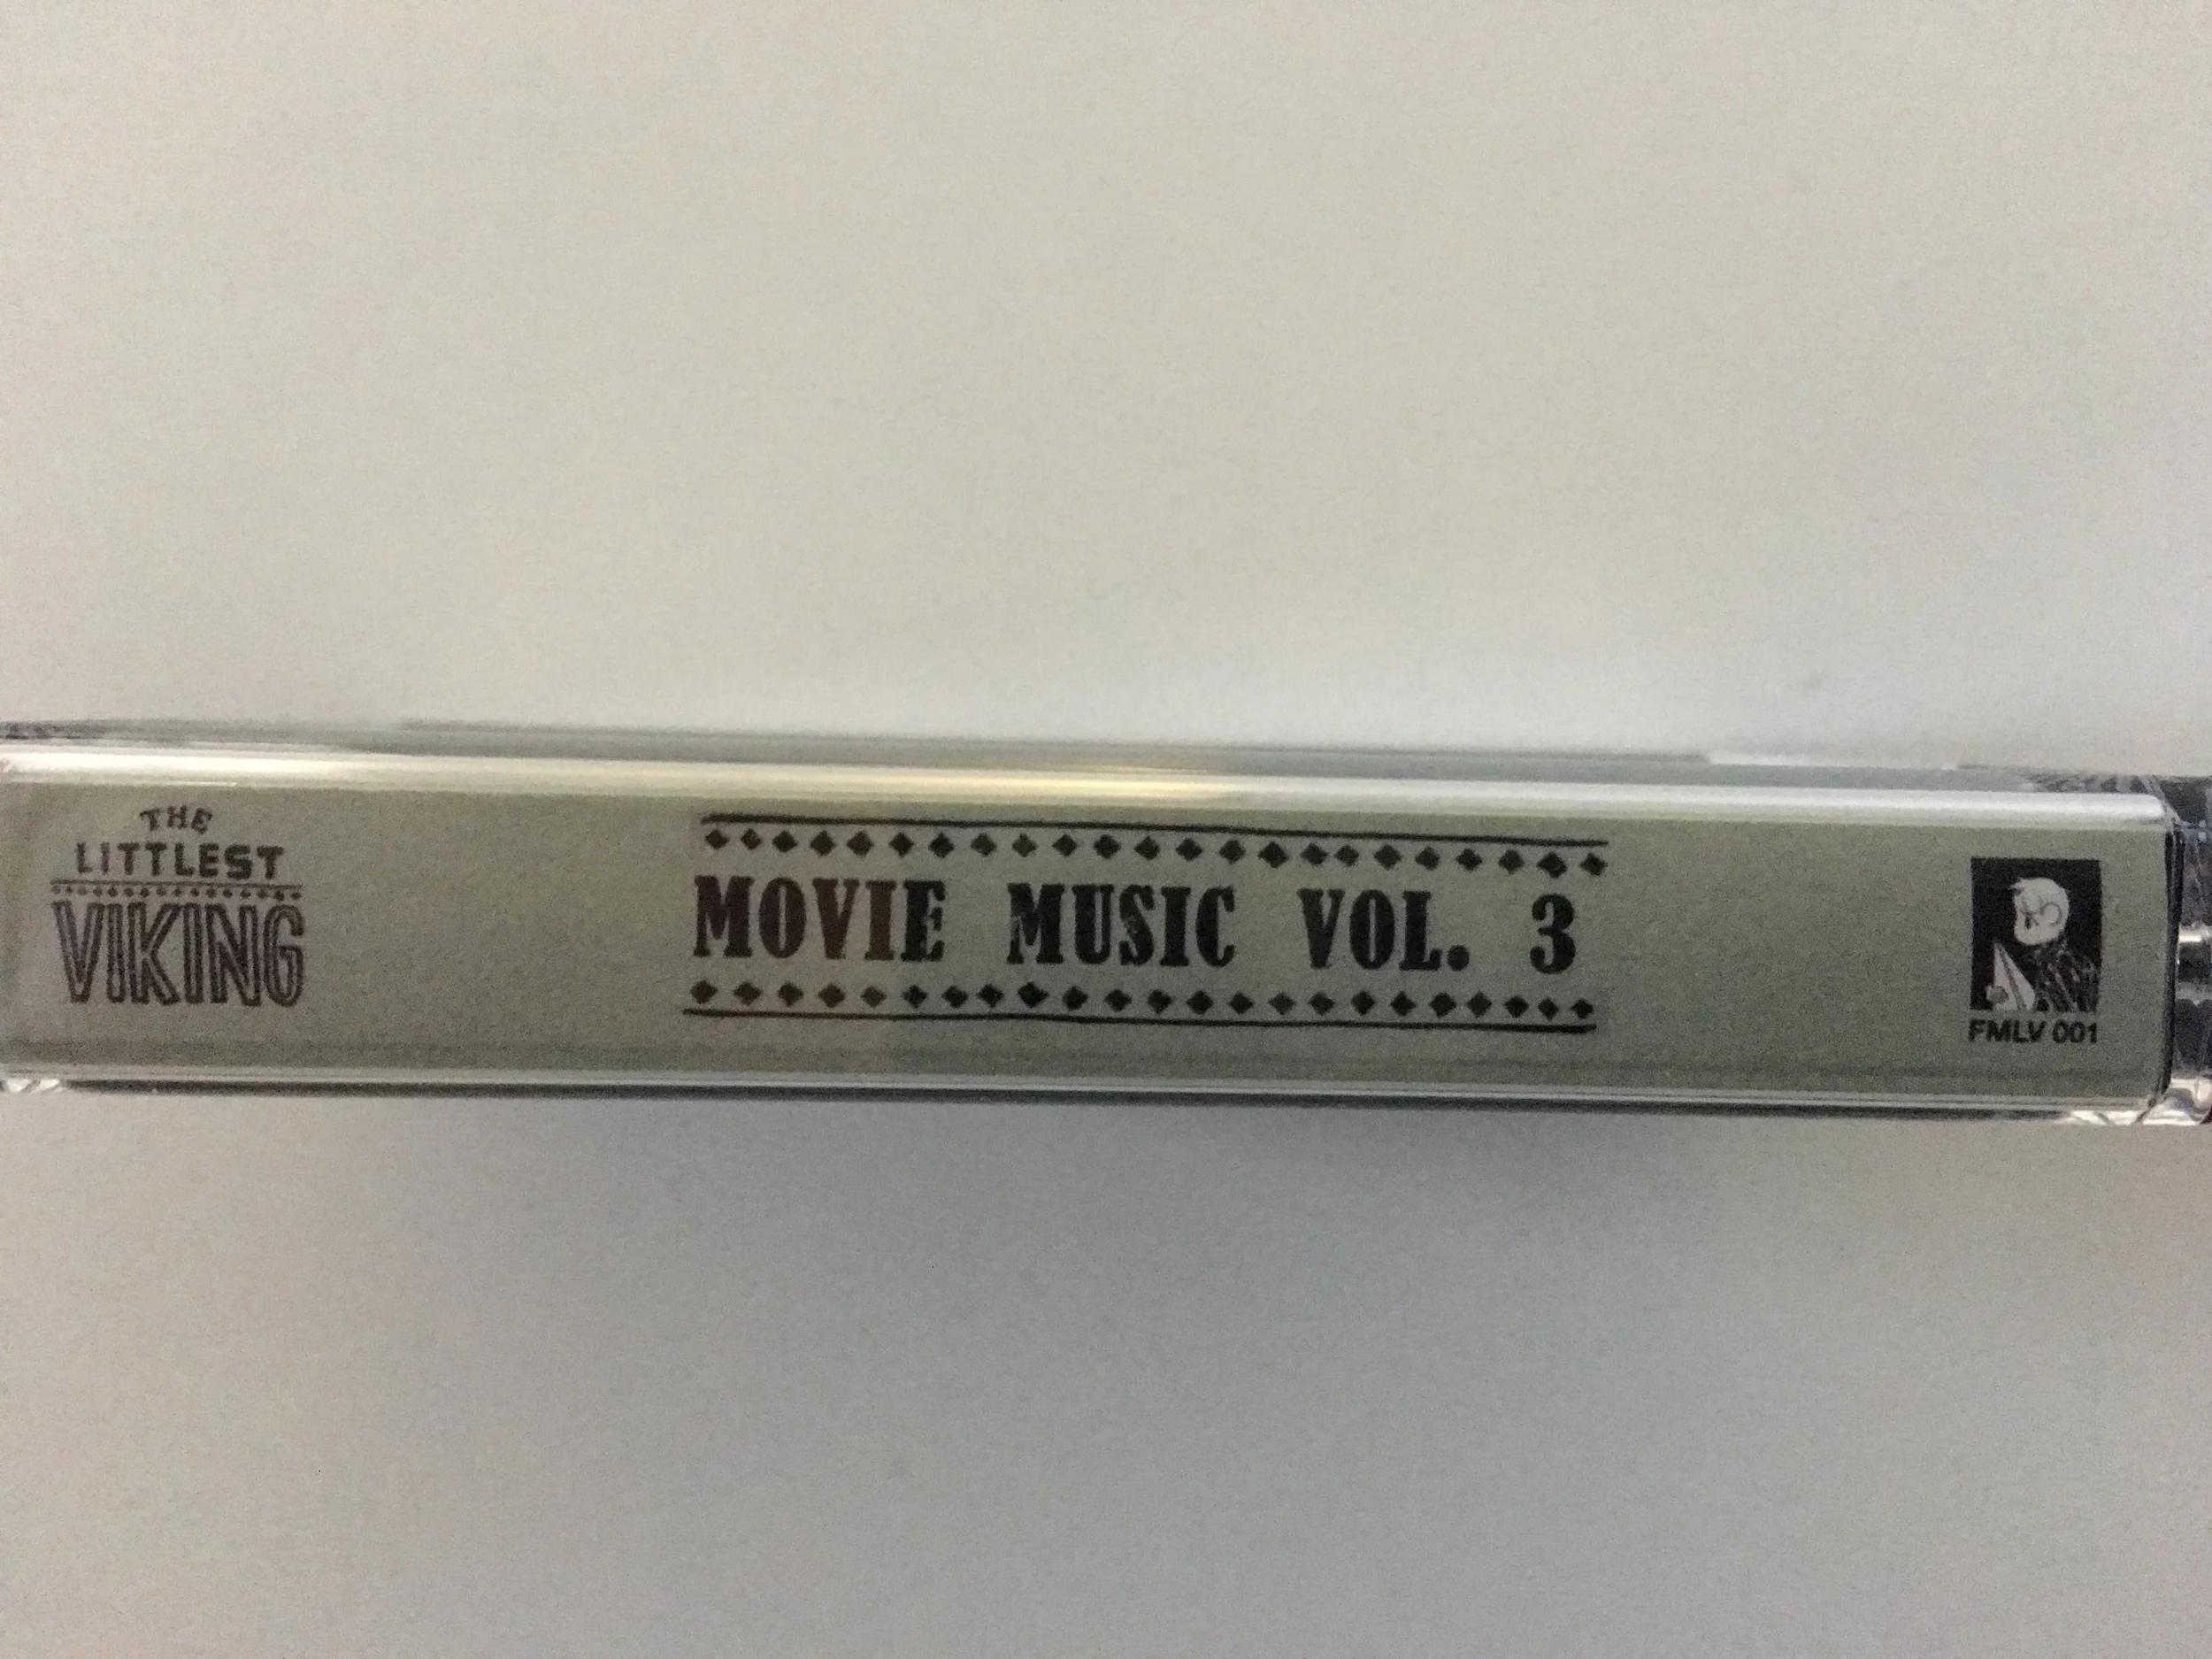 THE
LITTLEST
VIKING
MOVIE MUSIC VOL. 3
FMLV 001